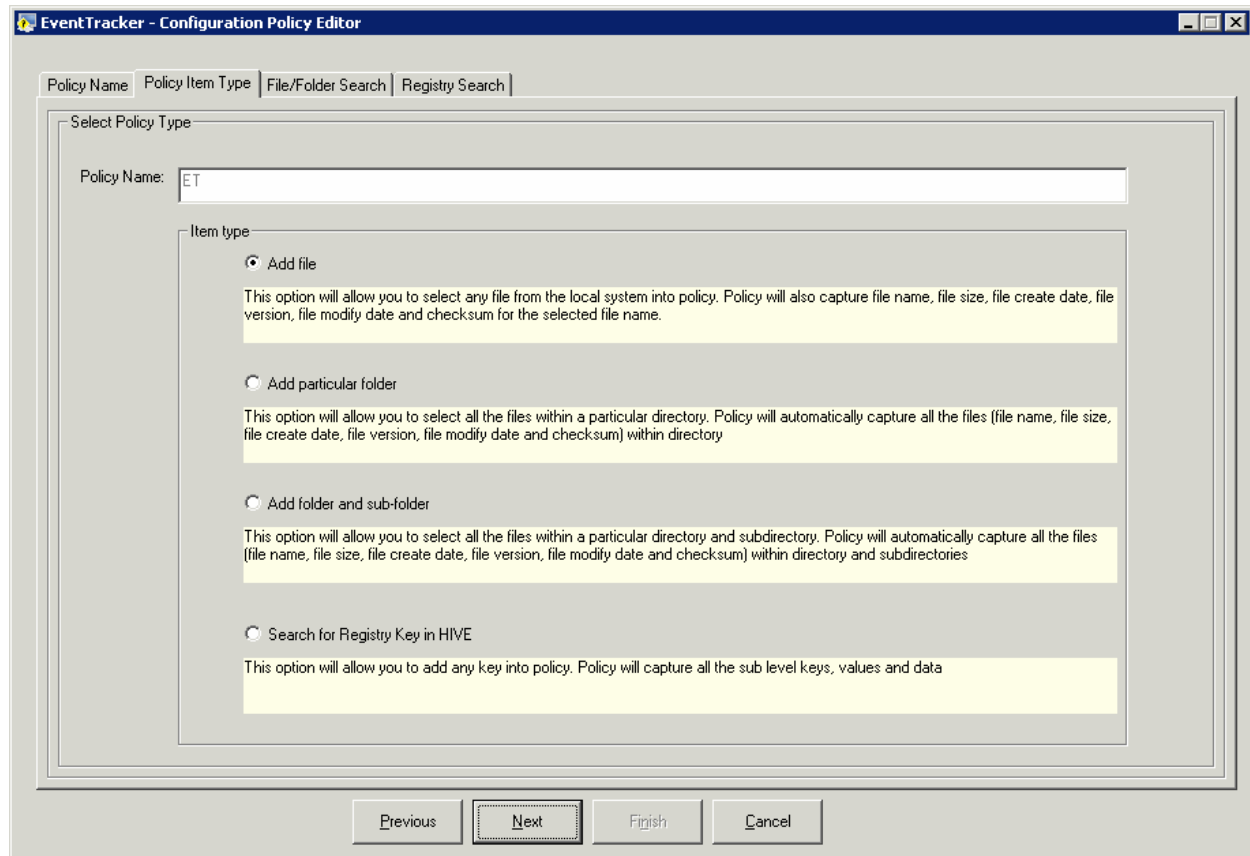 EventTracker - Configuration Policy Editor
Policy Name
Policy Item Type
File/Folder Search
Registry Search
Select Policy Type
Policy Name:
ET
Item type
Add file
This option will allow you to select any file from the local system into policy. Policy will also capture file name, file size, file create date, file
version, file modify date and checksum for the selected file name.
Add particular folder
This option will allow you to select all the files within a particular directory. Policy will automatically capture all the files (file name, file size,
file create date, file version, file modify date and checksum) within directory
Add folder and sub-folder
This option will allow you to select all the files within a particular directory and subdirectory. Policy will automatically capture all the files
(file name, file size, file create date, file version, file modify date and checksum) within directory and subdirectories
Search for Registry Key in HIVE
This option will allow you to add any key into policy. Policy will capture all the sub level keys, values and data
Previous
Next
Finish
Cancel